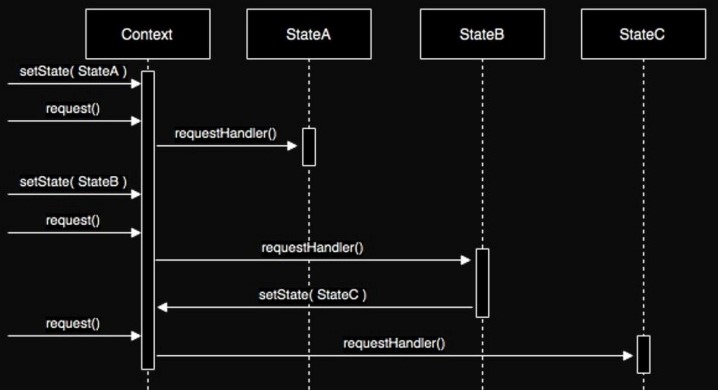 Context
StateA
StateB
StateC
setState( StateA )
request()
requestHandler()
setState( StateB )
request()
requestHandler()
setState( StateC )
request()
requestHandler()